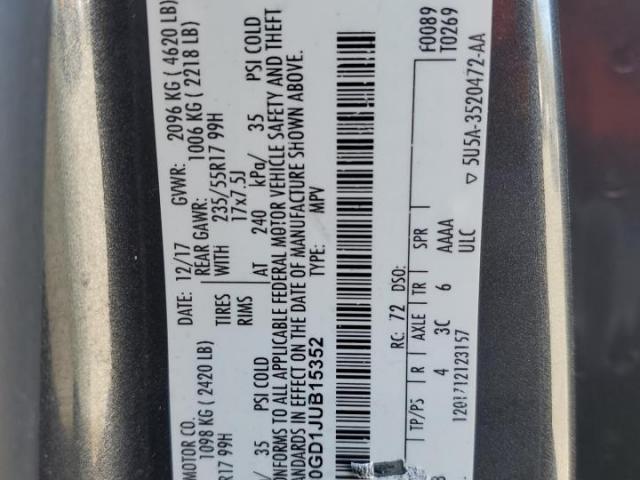 MOTOR CO. DATE: 12/17 GVWR: 2096 KG ( 4620 LB)
1098 KG ( 2420 LB) REAR GAWR: 1006 KG ( 2218 LB)
R17 99H TIRES WITH 235/55R17 99H
RIMS 17x7.5J
/ 35 PSI COLD AT 240 kPa/ 35 PSI COLD
ONFORMS TO ALL APPLICABLE FEDERAL MOTOR VEHICLE SAFETY AND THEFT
ANDARDS IN EFFECT ON THE DATE OF MANUFACTURE SHOWN ABOVE.
0GD1JUB15352 TYPE: MPV
F0089
T0269
RC: 72 DSO:
TP/PS R AXLE TR SPR
4 3C 6 AAAA
120171212315 7 ULC
▽ 5U5A-3520472-AA